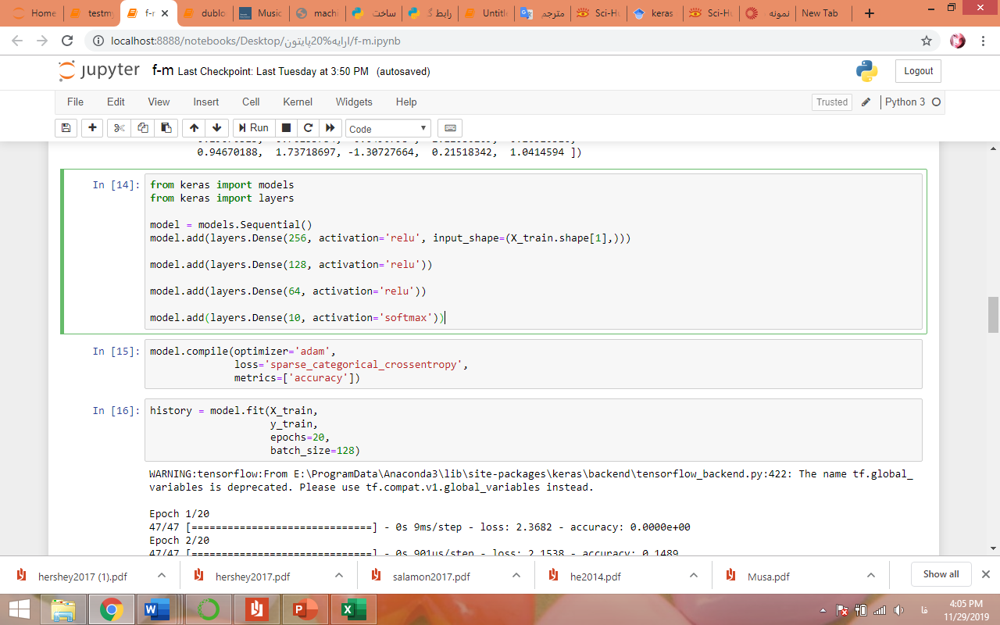 Home
testmy
f-r
dublo
Music
machi
ساخت
رابط گ
Untitle
مترجم
Sci-Hu
keras
Sci-Hu
نمونه
New Tab
localhost:8888/notebooks/Desktop/ارایه%20پایتون/f-m.ipynb
jupyter f-m Last Checkpoint: Last Tuesday at 3:50 PM (autosaved)
Logout
File Edit View Insert Cell Kernel Widgets Help
Trusted Python 3
Run Code
0.94670188, 1.73718697, -1.30727664, 0.21518342, 1.0414594 ])
In [14]: from keras import models
from keras import layers
model = models.Sequential()
model.add(layers.Dense(256, activation='relu', input_shape=(X_train.shape[1],)))
model.add(layers.Dense(128, activation='relu'))
model.add(layers.Dense(64, activation='relu'))
model.add(layers.Dense(10, activation='softmax'))
In [15]: model.compile(optimizer='adam',
loss='sparse_categorical_crossentropy',
metrics=['accuracy'])
In [16]: history = model.fit(X_train,
y_train,
epochs=20,
batch_size=128)
WARNING:tensorflow:From E:\ProgramData\Anaconda3\lib\site-packages\keras\backend\tensorflow_backend.py:422: The name tf.global_
variables is deprecated. Please use tf.compat.v1.global_variables instead.
Epoch 1/20
47/47 [==============================] - 0s 9ms/step - loss: 2.3682 - accuracy: 0.0000e+00
Epoch 2/20
47/47 [==============================] - 0s 901us/step - loss: 2.1538 - accuracy: 0.1489
hershey2017 (1).pdf
hershey2017.pdf
salamon2017.pdf
he2014.pdf
Musa.pdf
Show all
فا
4:05 PM
11/29/2019